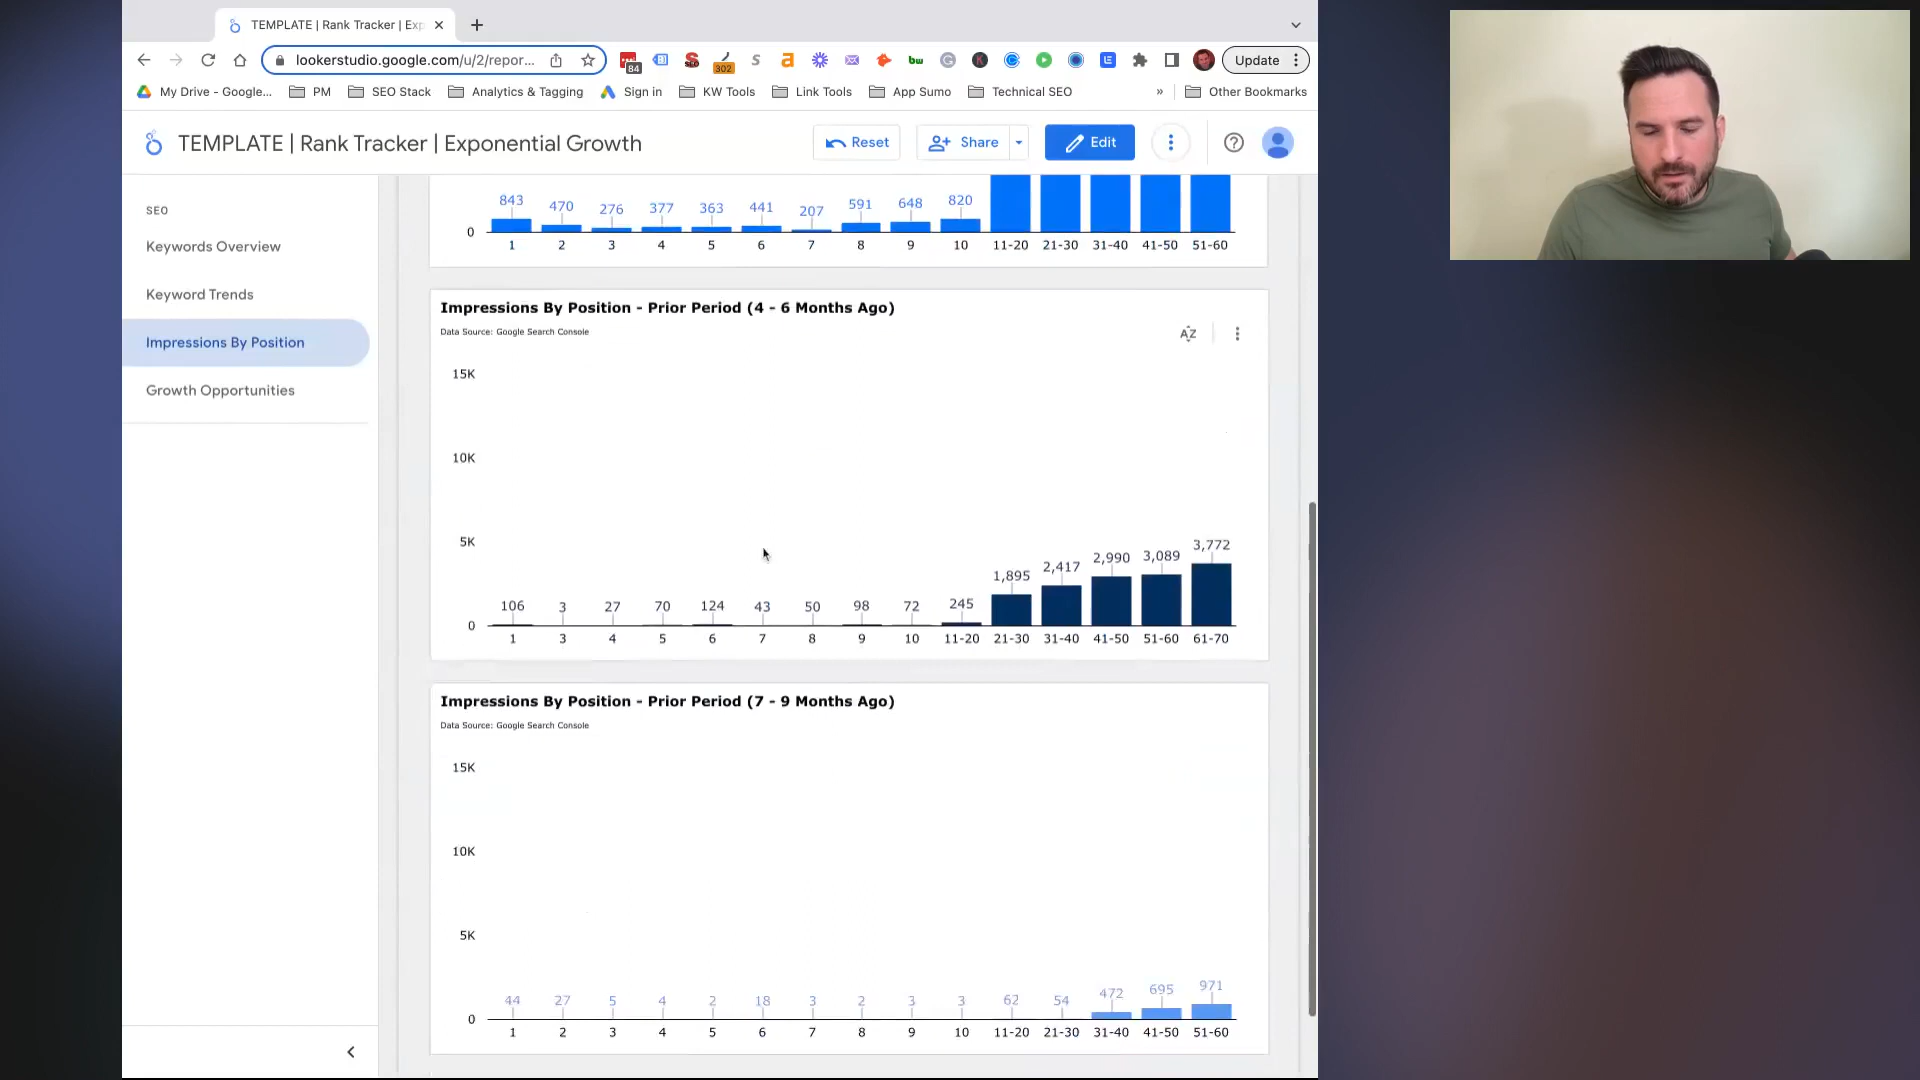 TEMPLATE | Rank Tracker | Exp
lookerstudio.google.com/u/2/repor...
84
302
bw
Update
My Drive - Google...
PM
SEO Stack
Analytics & Tagging
Sign in
KW Tools
Link Tools
App Sumo
Technical SEO
»
Other Bookmarks
TEMPLATE | Rank Tracker | Exponential Growth
Reset
Share
Edit
SEO
Keywords Overview
Keyword Trends
Impressions By Position
Growth Opportunities
843 470 276 377 363 441 207 591 648 820
0
1 2 3 4 5 6 7 8 9 10 11-20 21-30 31-40 41-50 51-60
Impressions By Position - Prior Period (4 - 6 Months Ago)
Data Source: Google Search Console
15K
10K
5K
106 3 27 70 124 43 50 98 72 245 1,895 2,417 2,990 3,089 3,772
0
1 3 4 5 6 7 8 9 10 11-20 21-30 31-40 41-50 51-60 61-70
Impressions By Position - Prior Period (7 - 9 Months Ago)
Data Source: Google Search Console
15K
10K
5K
44 27 5 4 2 18 3 2 3 3 62 54 472 695 971
0
1 2 3 4 5 6 7 8 9 10 11-20 21-30 31-40 41-50 51-60